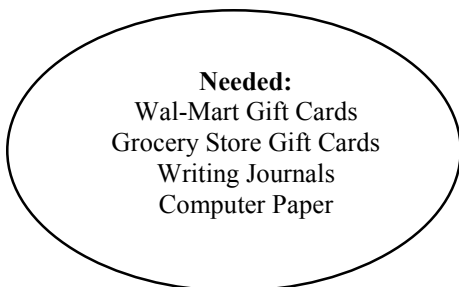 Needed:
Wal-Mart Gift Cards
Grocery Store Gift Cards
Writing Journals
Computer Paper